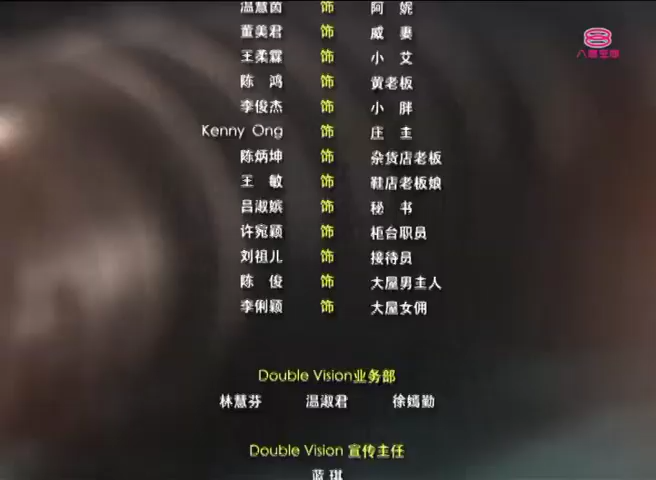 温慧茵 饰 阿妮
董美君 饰 威妻
王柔霖 饰 小艾
陈鸿 饰 黄老板
李俊杰 饰 小胖
Kenny Ong 饰 庄主
陈炳坤 饰 杂货店老板
王敏 饰 鞋店老板娘
吕淑嫔 饰 秘书
许宛颖 饰 柜台职员
刘祖儿 饰 接待员
陈俊 饰 大屋男主人
李俐颖 饰 大屋女佣
Double Vision业务部
林慧芬 温淑君 徐嫣勤
Double Vision 宣传主任
蓝琪